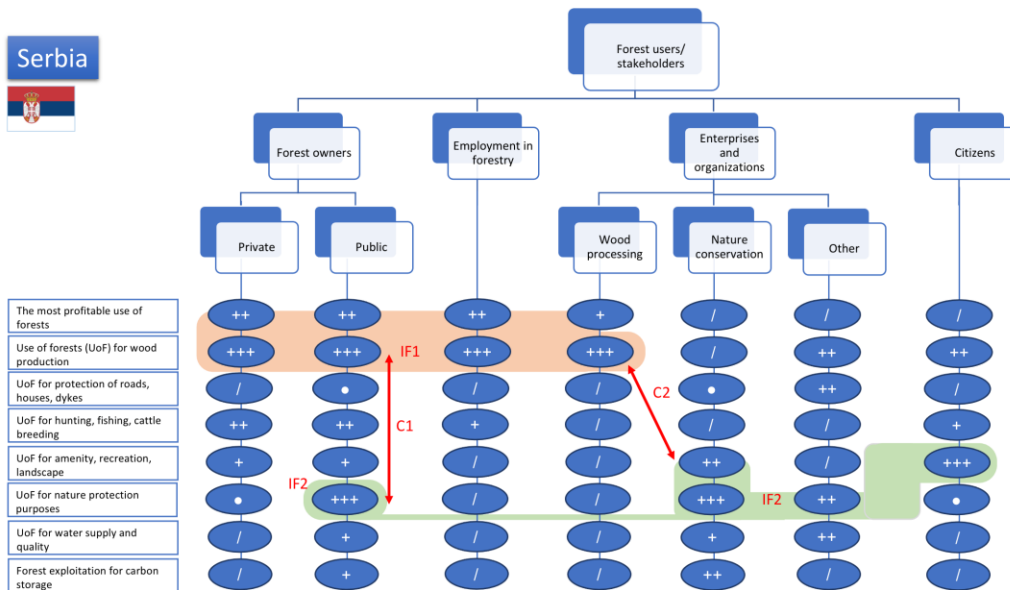 Serbia
Forest users/
stakeholders
Forest owners
Employment in
forestry
Enterprises and
organizations
Citizens
Private
Public
Wood
processing
Nature
conservation
Other
The most profitable use of
forests
++ ++ ++ + / / /
Use of forests (UoF) for wood
production
+++ +++ IF1 +++ +++ / ++ ++
UoF for protection of roads,
houses, dykes
/ • / / • ++ /
C1
C2
UoF for hunting, fishing, cattle
breeding
++ ++ + / / / +
UoF for amenity, recreation,
landscape
+ + / / ++ / +++
IF2
UoF for nature protection
purposes
• +++ / / +++ IF2 ++ •
UoF for water supply and
quality
/ + / / + ++ /
Forest exploitation for carbon
storage
/ + / / ++ / /